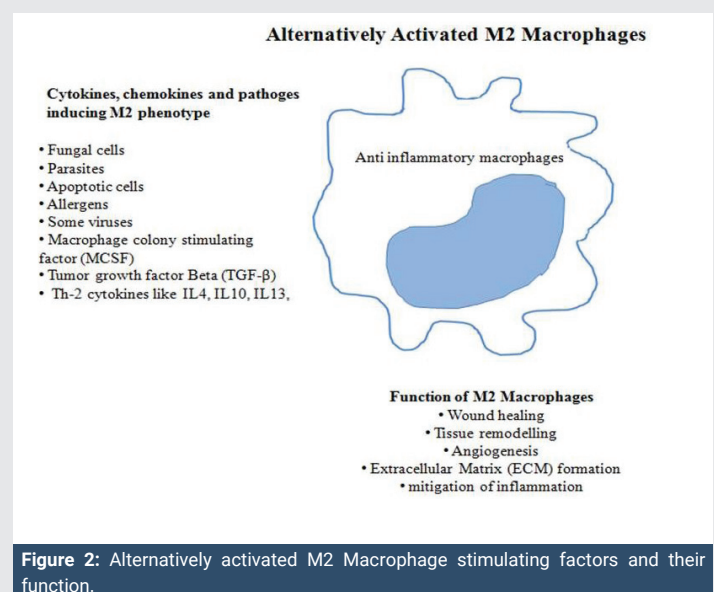 Alternatively Activated M2 Macrophages
Cytokines, chemokines and pathoges
inducing M2 phenotype
• Fungal cells
• Parasites
• Apoptotic cells
• Allergens
• Some viruses
• Macrophage colony stimulating
factor (MCSF)
• Tumor growth factor Beta (TGF-β)
• Th-2 cytokines like IL4, IL10, IL13,
Anti inflammatory macrophages
Function of M2 Macrophages
• Wound healing
• Tissue remodelling
• Angiogenesis
• Extracellular Matrix (ECM) formation
• mitigation of inflammation
Figure 2: Alternatively activated M2 Macrophage stimulating factors and their
function.